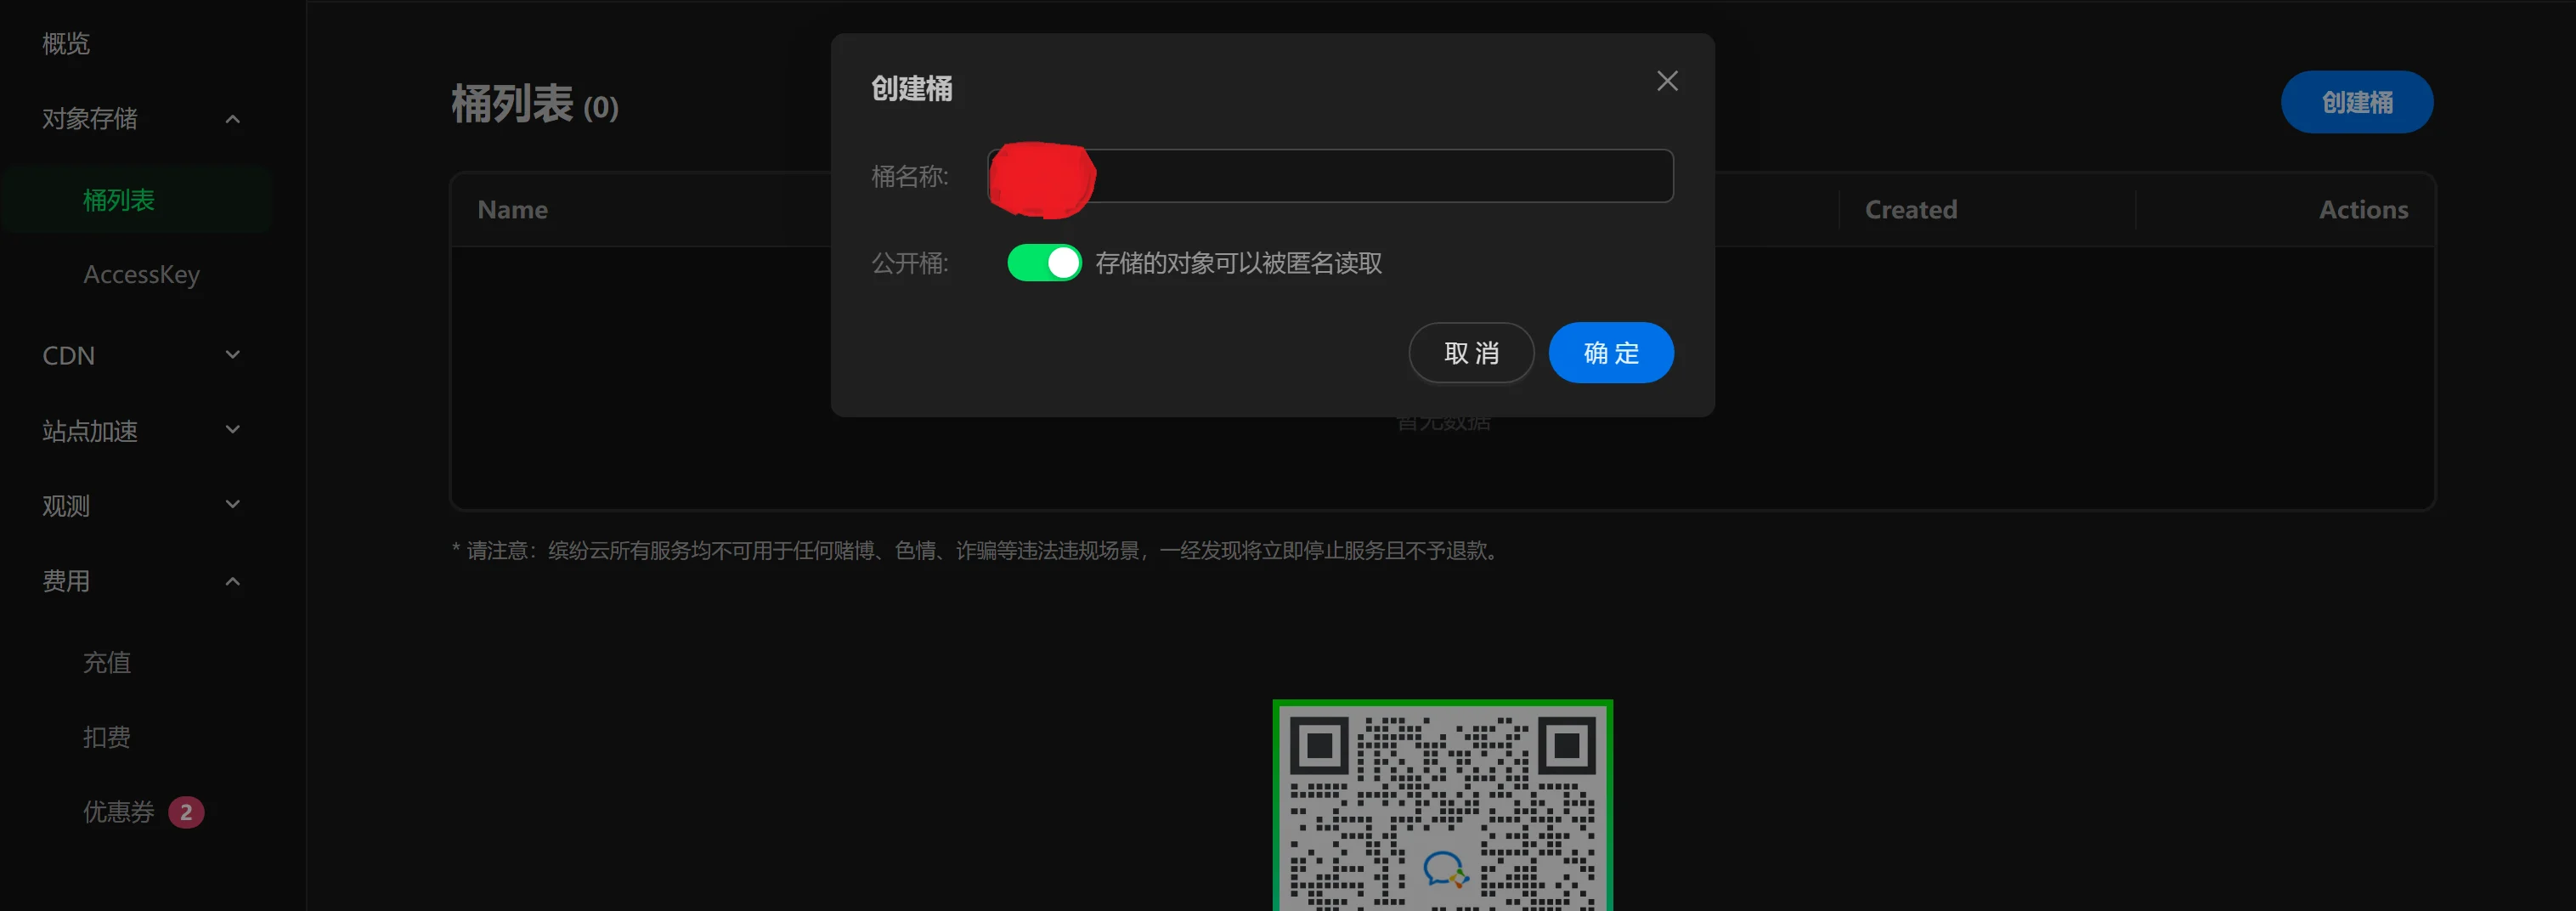 概览
对象存储
桶列表
AccessKey
CDN
站点加速
观测
费用
充值
扣费
优惠券 2
桶列表 (0)
创建桶
Name
Created
Actions
创建桶
桶名称:
公开桶:
存储的对象可以被匿名读取
取 消
确 定
暂无数据
* 请注意：缤纷云所有服务均不可用于任何赌博、色情、诈骗等违法违规场景，一经发现将立即停止服务且不予退款。